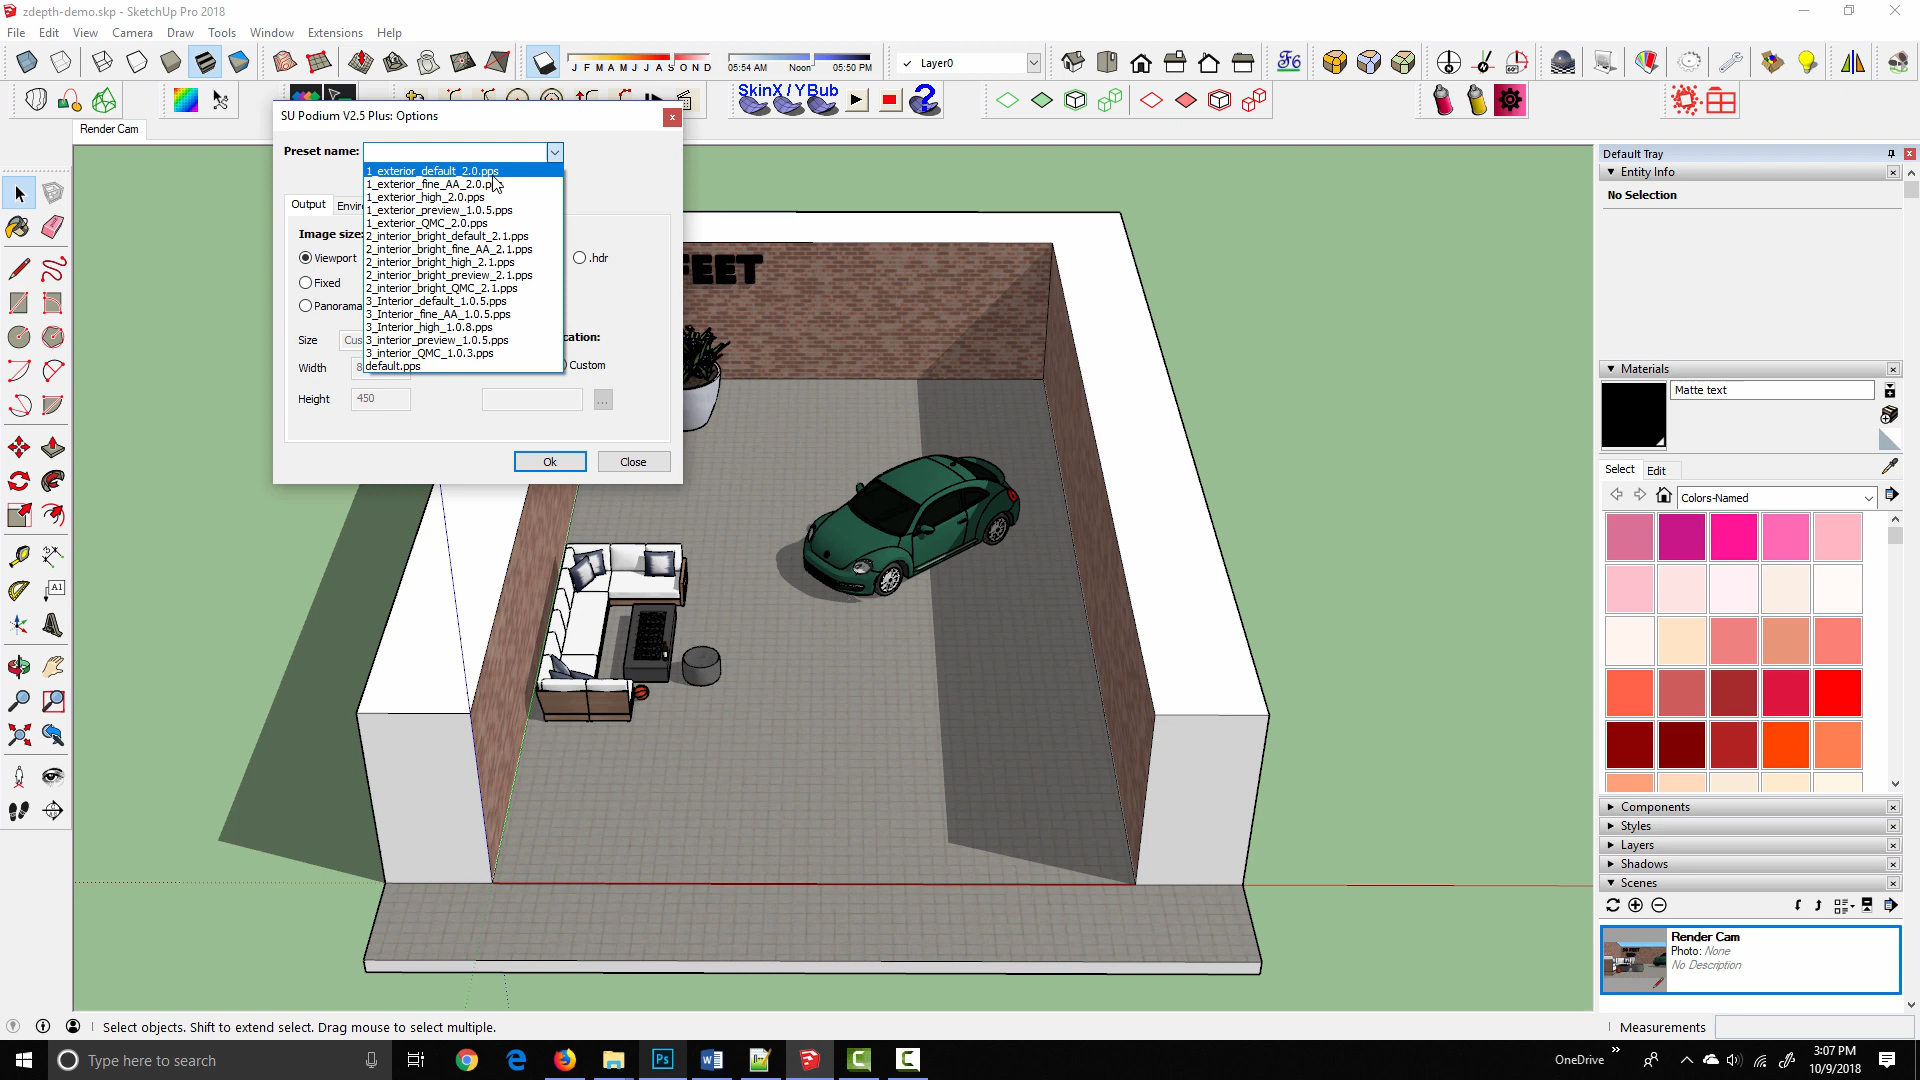 zdepth-demo.skp - SketchUp Pro 2018
File Edit View Camera Draw Tools Window Extensions Help
J F M A M J J A S O N D
05:54 AM Noon 05:50 PM
✓ Layer0
SkinX / YBub
Render Cam
SU Podium V2.5 Plus: Options
Preset name:
1_exterior_default_2.0.pps
1_exterior_fine_AA_2.0.pps
1_exterior_high_2.0.pps
1_exterior_preview_1.0.5.pps
1_exterior_QMC_2.0.pps
2_interior_bright_default_2.1.pps
2_interior_bright_fine_AA_2.1.pps
2_interior_bright_high_2.1.pps
2_interior_bright_preview_2.1.pps
2_interior_bright_QMC_2.1.pps
3_Interior_default_1.0.5.pps
3_Interior_fine_AA_1.0.5.pps
3_Interior_high_1.0.8.pps
3_interior_preview_1.0.5.pps
3_interior_QMC_1.0.3.pps
default.pps
Output Envir
Image size:
Viewport
.hdr
Fixed
Panorama
Size Cus
cation:
Width 8
Custom
Height 450
...
Ok Close
FEET
Default Tray
Entity Info
No Selection
Materials
Matte text
Select Edit
Colors-Named
Components
Styles
Layers
Shadows
Scenes
Render Cam
Photo: None
No Description
Select objects. Shift to extend select. Drag mouse to select multiple.
Measurements
Type here to search
OneDrive
3:07 PM
10/9/2018